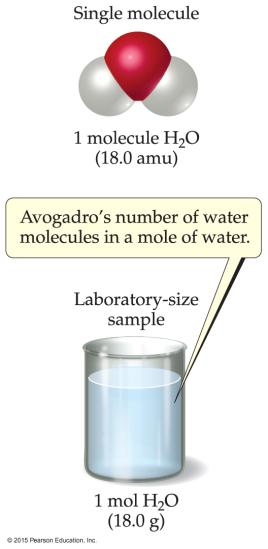 Single molecule
1 molecule H₂O
(18.0 amu)
Avogadro's number of water
molecules in a mole of water.
Laboratory-size
sample
1 mol H₂O
(18.0 g)
© 2015 Pearson Education, Inc.